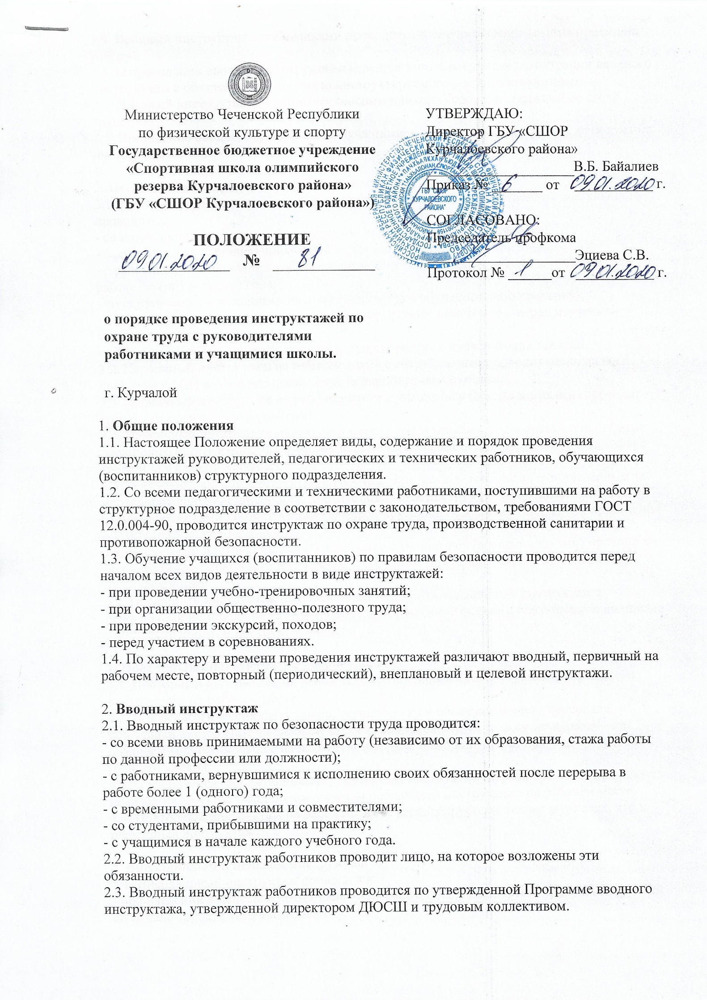 Министерство Чеченской Республики
по физической культуре и спорту
Государственное бюджетное учреждение
«Спортивная школа олимпийского
резерва Курчалоевского района»
(ГБУ «СШОР Курчалоевского района»)
ПОЛОЖЕНИЕ
09.01.2020 № 81
УТВЕРЖДАЮ:
Директор ГБУ «СШОР
Курчалоевского района»
В.Б. Байалиев
Приказ № 6 от 09.01.2020 г.
СОГЛАСОВАНО:
Председатель профкома
Эциева С.В.
Протокол № 1 от 09.01.2020 г.
ГБУ "СШОР
КУРЧАЛОЕВСКОГО
РАЙОНА"
о порядке проведения инструктажей по
охране труда с руководителями
работниками и учащимися школы.
г. Курчалой
1. Общие положения
1.1. Настоящее Положение определяет виды, содержание и порядок проведения
инструктажей руководителей, педагогических и технических работников, обучающихся
(воспитанников) структурного подразделения.
1.2. Со всеми педагогическими и техническими работниками, поступившими на работу в
структурное подразделение в соответствии с законодательством, требованиями ГОСТ
12.0.004-90, проводится инструктаж по охране труда, производственной санитарии и
противопожарной безопасности.
1.3. Обучение учащихся (воспитанников) по правилам безопасности проводится перед
началом всех видов деятельности в виде инструктажей:
- при проведении учебно-тренировочных занятий;
- при организации общественно-полезного труда;
- при проведении экскурсий, походов;
- перед участием в соревнованиях.
1.4. По характеру и времени проведения инструктажей различают вводный, первичный на
рабочем месте, повторный (периодический), внеплановый и целевой инструктажи.
2. Вводный инструктаж
2.1. Вводный инструктаж по безопасности труда проводится:
- со всеми вновь принимаемыми на работу (независимо от их образования, стажа работы
по данной профессии или должности);
- с работниками, вернувшимися к исполнению своих обязанностей после перерыва в
работе более 1 (одного) года;
- с временными работниками и совместителями;
- со студентами, прибывшими на практику;
- с учащимися в начале каждого учебного года.
2.2. Вводный инструктаж работников проводит лицо, на которое возложены эти
обязанности.
2.3. Вводный инструктаж работников проводится по утвержденной Программе вводного
инструктажа, утвержденной директором ДЮСШ и трудовым коллективом.